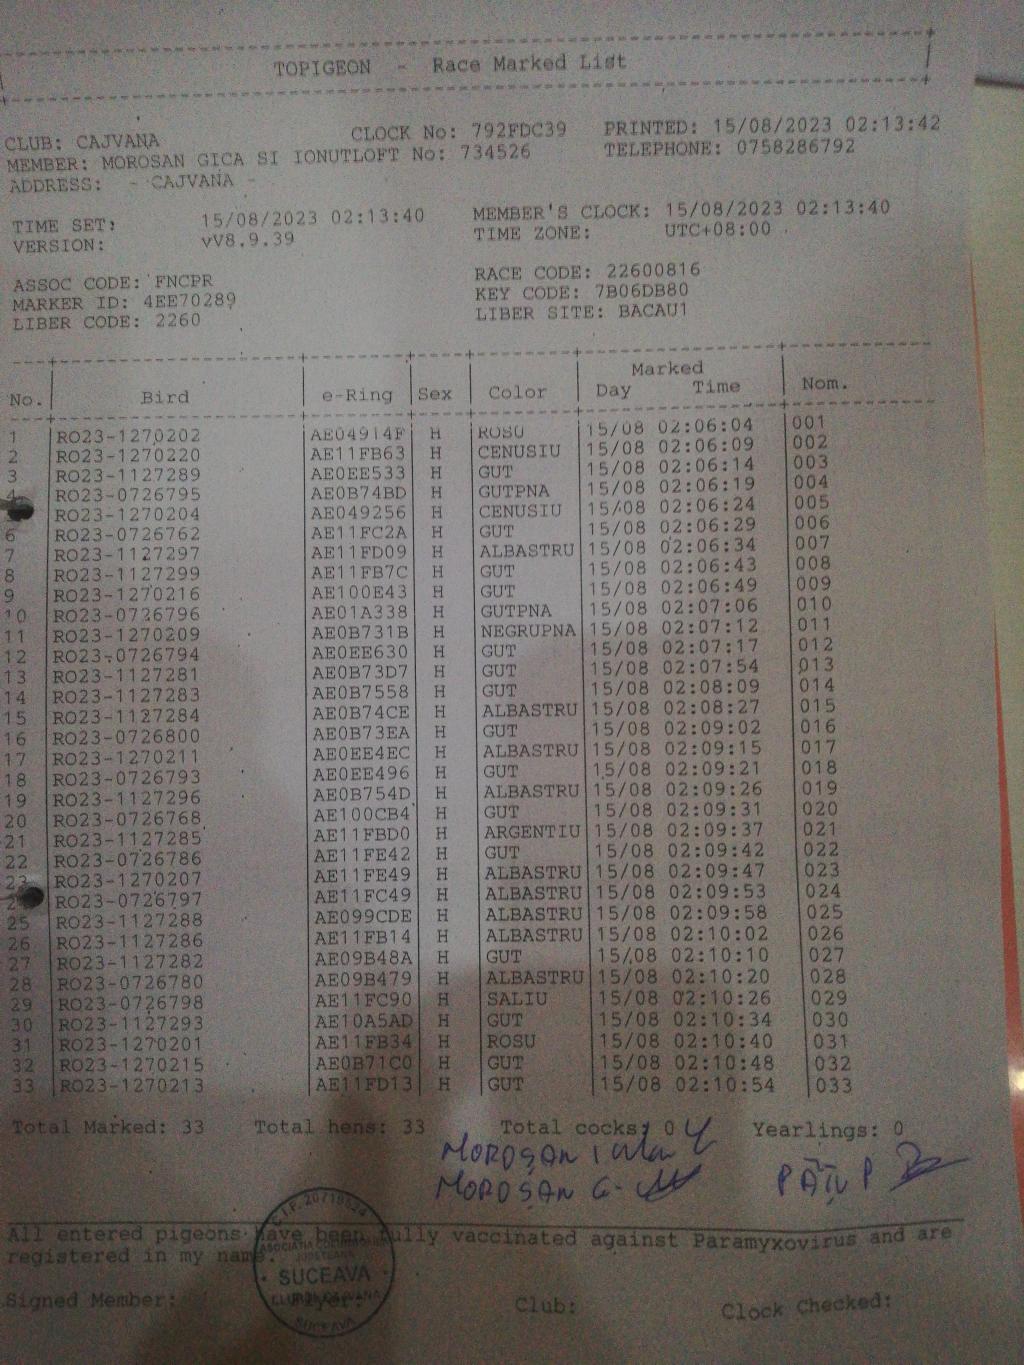 TOPIGEON - Race Marked List
CLUB: CAJVANA CLOCK No: 792FDC39 PRINTED: 15/08/2023 02:13:42
MEMBER: MOROSAN GICA SI IONUTLOFT No: 734526 TELEPHONE: 0758286792
ADDRESS: - CAJVANA -
TIME SET: 15/08/2023 02:13:40 MEMBER'S CLOCK: 15/08/2023 02:13:40
VERSION: vV8.9.39 TIME ZONE: UTC+08:00
ASSOC CODE: FNCPR RACE CODE: 22600816
MARKER ID: 4EE70289 KEY CODE: 7B06DB80
LIBER CODE: 2260 LIBER SITE: BACAU1
Marked
No. Bird e-Ring Sex Color Day Time Nom.
1 RO23-1270202 AE04914F H ROSU 15/08 02:06:04 001
2 RO23-1270220 AE11FB63 H CENUSIU 15/08 02:06:09 002
3 RO23-1127289 AE0EE533 H GUT 15/08 02:06:14 003
4 RO23-0726795 AE0B74BD H GUTPNA 15/08 02:06:19 004
RO23-1270204 AE049256 H CENUSIU 15/08 02:06:24 005
6 RO23-0726762 AE11FC2A H GUT 15/08 02:06:29 006
7 RO23-1127297 AE11FD09 H ALBASTRU 15/08 02:06:34 007
8 RO23-1127299 AE11FB7C H GUT 15/08 02:06:43 008
9 RO23-1270216 AE100E43 H GUT 15/08 02:06:49 009
10 RO23-0726796 AE01A338 H GUTPNA 15/08 02:07:06 010
11 RO23-1270209 AE0B731B H NEGRUPNA 15/08 02:07:12 011
12 RO23-0726794 AE0EE630 H GUT 15/08 02:07:17 012
13 RO23-1127281 AE0B73D7 H GUT 15/08 02:07:54 013
14 RO23-1127283 AE0B7558 H GUT 15/08 02:08:09 014
15 RO23-1127284 AE0B74CE H ALBASTRU 15/08 02:08:27 015
16 RO23-0726800 AE0B73EA H GUT 15/08 02:09:02 016
17 RO23-1270211 AE0EE4EC H ALBASTRU 15/08 02:09:15 017
18 RO23-0726793 AE0EE496 H GUT 15/08 02:09:21 018
19 RO23-1127296 AE0B754D H ALBASTRU 15/08 02:09:26 019
20 RO23-0726768 AE100CB4 H GUT 15/08 02:09:31 020
21 RO23-1127285 AE11FBD0 H ARGENTIU 15/08 02:09:37 021
22 RO23-0726786 AE11FE42 H GUT 15/08 02:09:42 022
23 RO23-1270207 AE11FE49 H ALBASTRU 15/08 02:09:47 023
RO23-0726797 AE11FC49 H ALBASTRU 15/08 02:09:53 024
25 RO23-1127288 AE099CDE H ALBASTRU 15/08 02:09:58 025
26 RO23-1127286 AE11FB14 H ALBASTRU 15/08 02:10:02 026
27 RO23-1127282 AE09B48A H GUT 15/08 02:10:10 027
28 RO23-0726780 AE09B479 H ALBASTRU 15/08 02:10:20 028
29 RO23-0726798 AE11FC90 H SALIU 15/08 02:10:26 029
30 RO23-1127293 AE10A5AD H GUT 15/08 02:10:34 030
31 RO23-1270201 AE11FB34 H ROSU 15/08 02:10:40 031
32 RO23-1270215 AE0B71C0 H GUT 15/08 02:10:48 032
33 RO23-1270213 AE11FD13 H GUT 15/08 02:10:54 033
Total Marked: 33 Total hens: 33 Total cocks: 0 Yearlings: 0
MOROȘAN
MOROȘAN G.
All entered pigeons have been fully vaccinated against Paramyxovirus and are
registered in my name.
SUCEAVA
SUCEAVA
Signed Member: Club: Clock Checked: